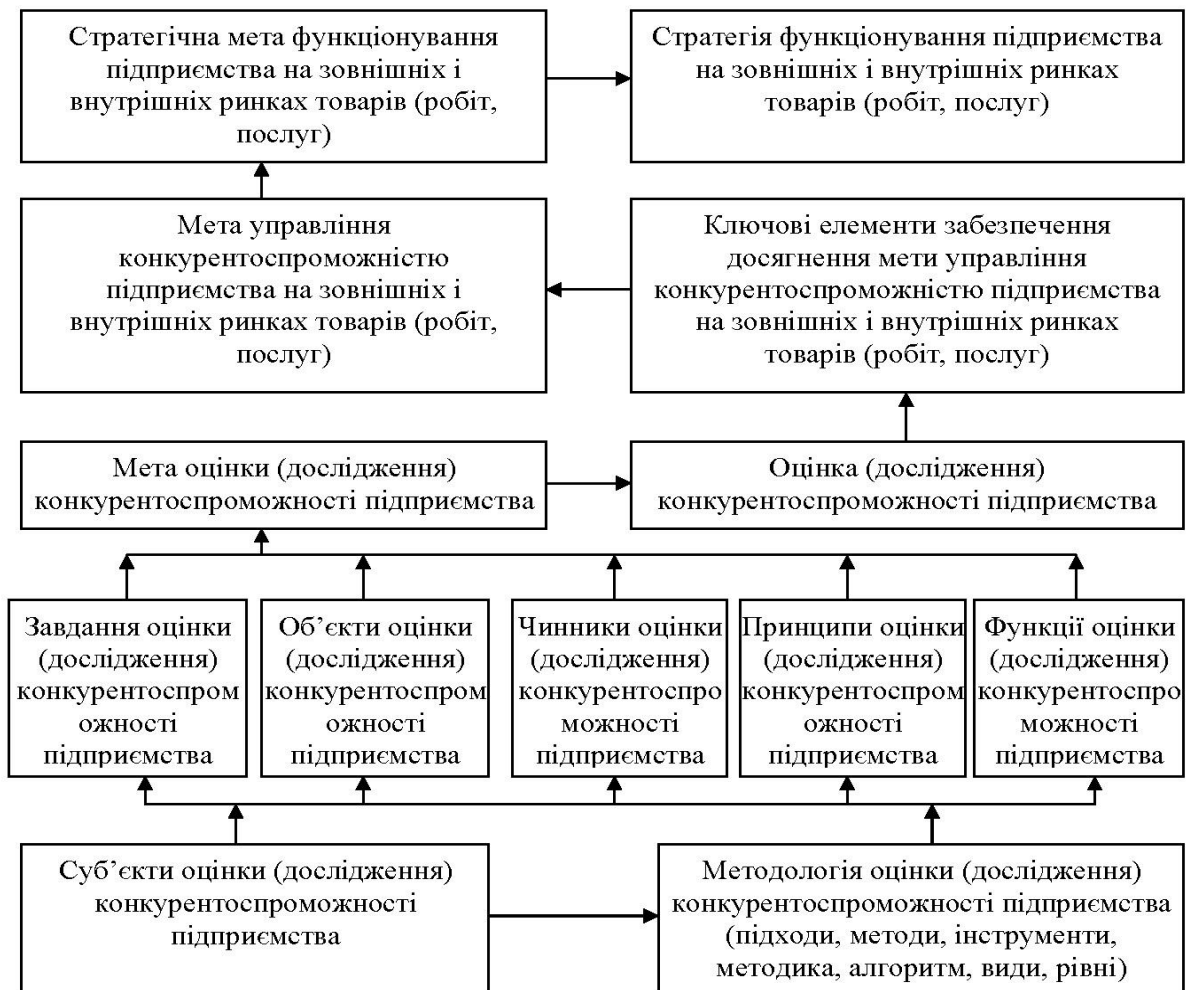 Стратегічна мета функціонування
підприємства на зовнішніх і
внутрішніх ринках товарів (робіт,
послуг)
Стратегія функціонування підприємства
на зовнішніх і внутрішніх ринках
товарів (робіт, послуг)
Мета управління
конкурентоспроможністю
підприємства на зовнішніх і
внутрішніх ринках товарів (робіт,
послуг)
Ключові елементи забезпечення
досягнення мети управління
конкурентоспроможністю підприємства
на зовнішніх і внутрішніх ринках
товарів (робіт, послуг)
Мета оцінки (дослідження)
конкурентоспроможності підприємства
Оцінка (дослідження)
конкурентоспроможності підприємства
Завдання оцінки
(дослідження)
конкурентоспром
ожності
підприємства
Об’єкти оцінки
(дослідження)
конкурентоспром
ожності
підприємства
Чинники оцінки
(дослідження)
конкурентоспро
можності
підприємства
Принципи оцінки
(дослідження)
конкурентоспром
ожності
підприємства
Функції оцінки
(дослідження)
конкурентоспро
можності
підприємства
Суб’єкти оцінки (дослідження)
конкурентоспроможності
підприємства
Методологія оцінки (дослідження)
конкурентоспроможності підприємства
(підходи, методи, інструменти,
методика, алгоритм, види, рівні)